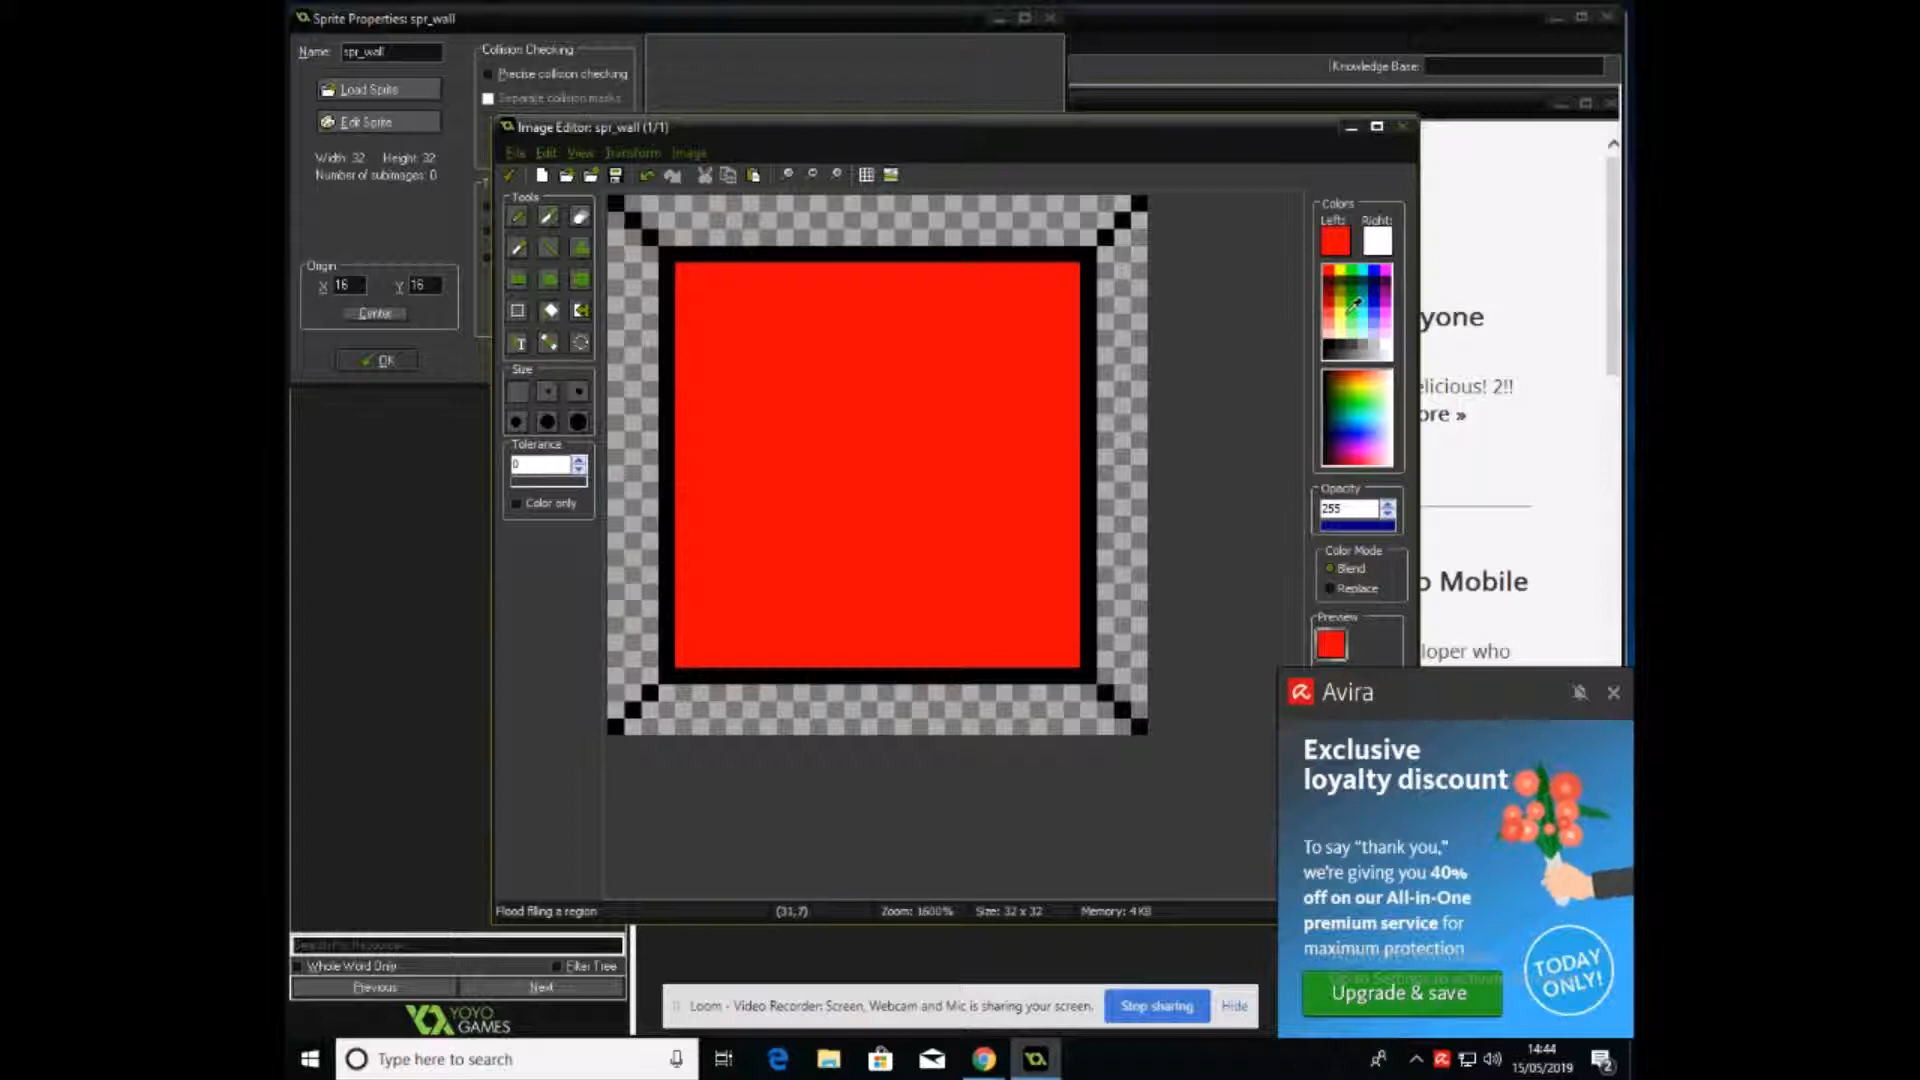 Sprite Properties: spr_wall
Name: spr_wall
Load Sprite
Edit Sprite
Width: 32 Height: 32
Number of subimages: 0
Collision Checking
Precise collision checking
Separate collision masks
Origin
X 16 Y 16
Center
OK
Knowledge Base:
Image Editor: spr_wall (1/1)
File Edit View Transform Image
Tools
Size
Tolerance
0
Color only
Colors
Left: Right:
Opacity
255
Color Mode
Blend
Replace
Preview
Flood filling a region (31,7) Zoom: 1600% Size: 32 x 32 Memory: 4 KB
yone
elicious! 2!!
ore »
o Mobile
loper who
Avira
Exclusive
loyalty discount
To say "thank you,"
we're giving you 40%
off on our All-in-One
premium service for
maximum protection
TODAY
ONLY!
Upgrade & save
Whole Word Only Filter Tree
Previous Next
YOYO
GAMES
Loom - Video Recorder: Screen, Webcam and Mic is sharing your screen. Stop sharing Hide
Type here to search
14:44
15/05/2019
2